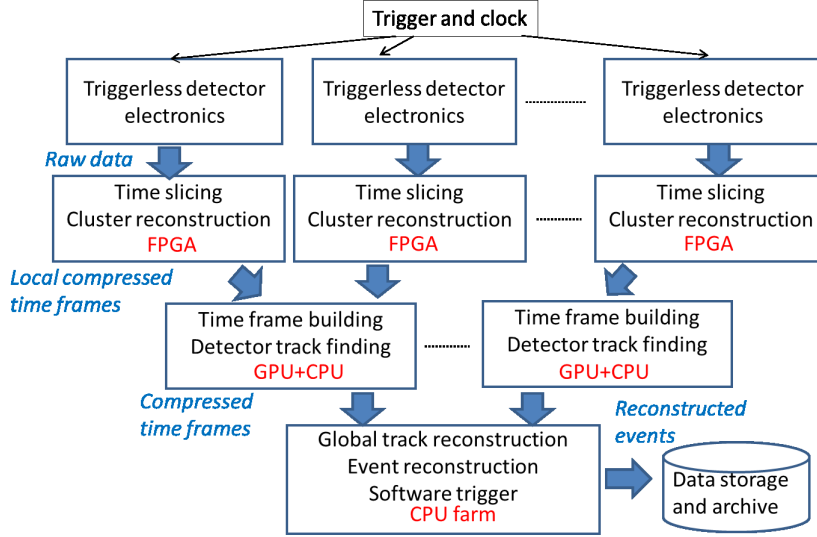 Trigger and clock
Triggerless detector
electronics
Triggerless detector
electronics
Triggerless detector
electronics
Raw data
Time slicing
Cluster reconstruction
FPGA
Time slicing
Cluster reconstruction
FPGA
Time slicing
Cluster reconstruction
FPGA
Local compressed
time frames
Time frame building
Detector track finding
GPU+CPU
Time frame building
Detector track finding
GPU+CPU
Compressed
time frames
Reconstructed
events
Global track reconstruction
Event reconstruction
Software trigger
CPU farm
Data storage
and archive